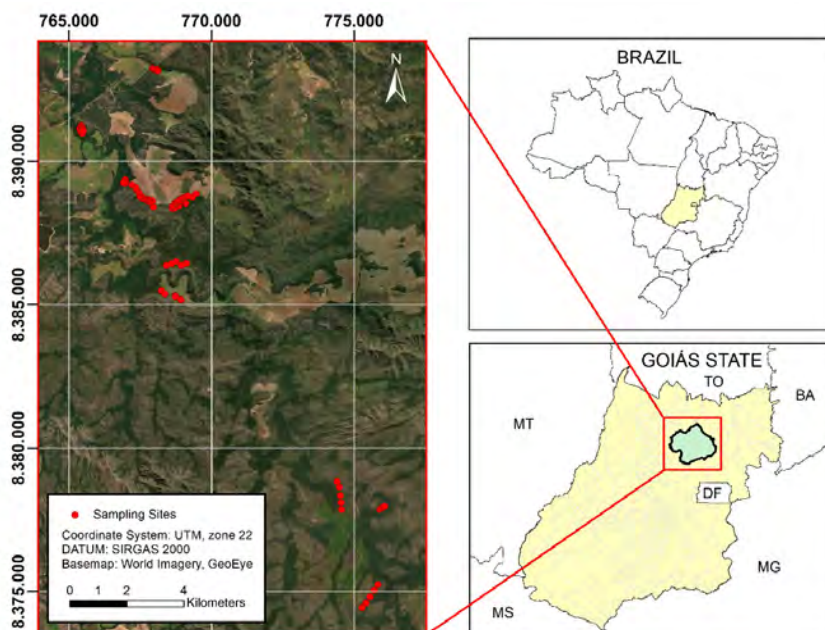 765.000 770.000 775.000
8.390.000
8.385.000
8.380.000
8.375.000
N
Sampling Sites
Coordinate System: UTM, zone 22
DATUM: SIRGAS 2000
Basemap: World Imagery, GeoEye
0 2 4
Kilometers
BRAZIL
GOIÁS STATE
TO
BA
MT
DF
MG
MS